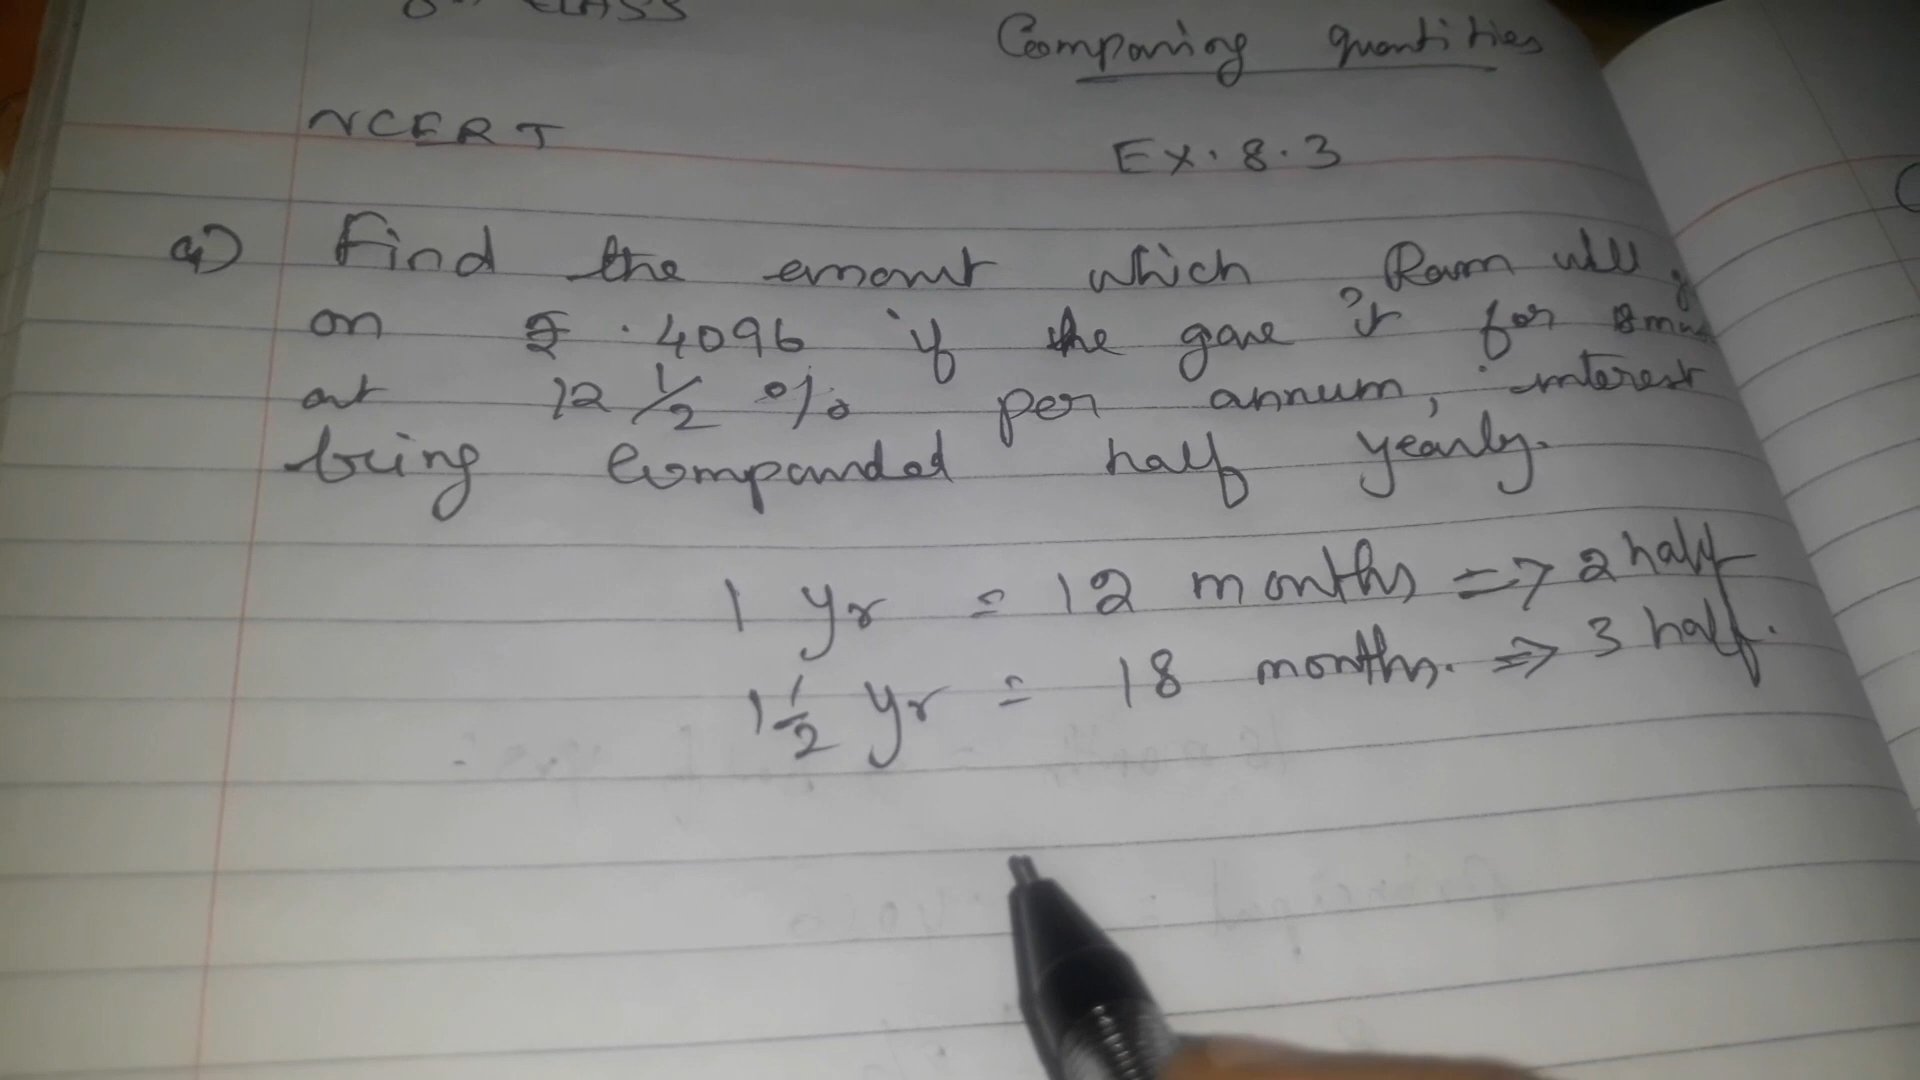 CLASS
Comparing quantities
NCERT
Ex. 8.3
9) Find the amount which Ram will
on ₹. 4096 if he gave it for 18
at 12 1/2 % per annum, interest
being compounded half yearly.
1 yr = 12 months => 2 half
1 1/2 yr = 18 months. => 3 half.